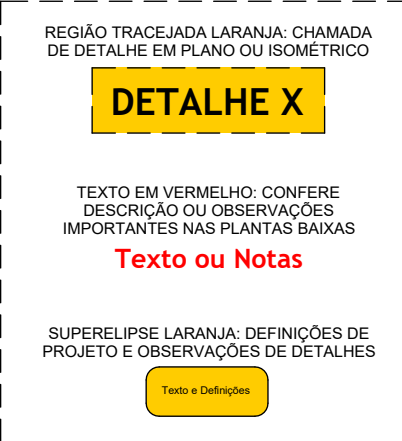 REGIÃO TRACEJADA LARANJA: CHAMADA
DE DETALHE EM PLANO OU ISOMÉTRICO
DETALHE X
TEXTO EM VERMELHO: CONFERE
DESCRIÇÃO OU OBSERVAÇÕES
IMPORTANTES NAS PLANTAS BAIXAS
Texto ou Notas
SUPERELIPSE LARANJA: DEFINIÇÕES DE
PROJETO E OBSERVAÇÕES DE DETALHES
Texto e Definições